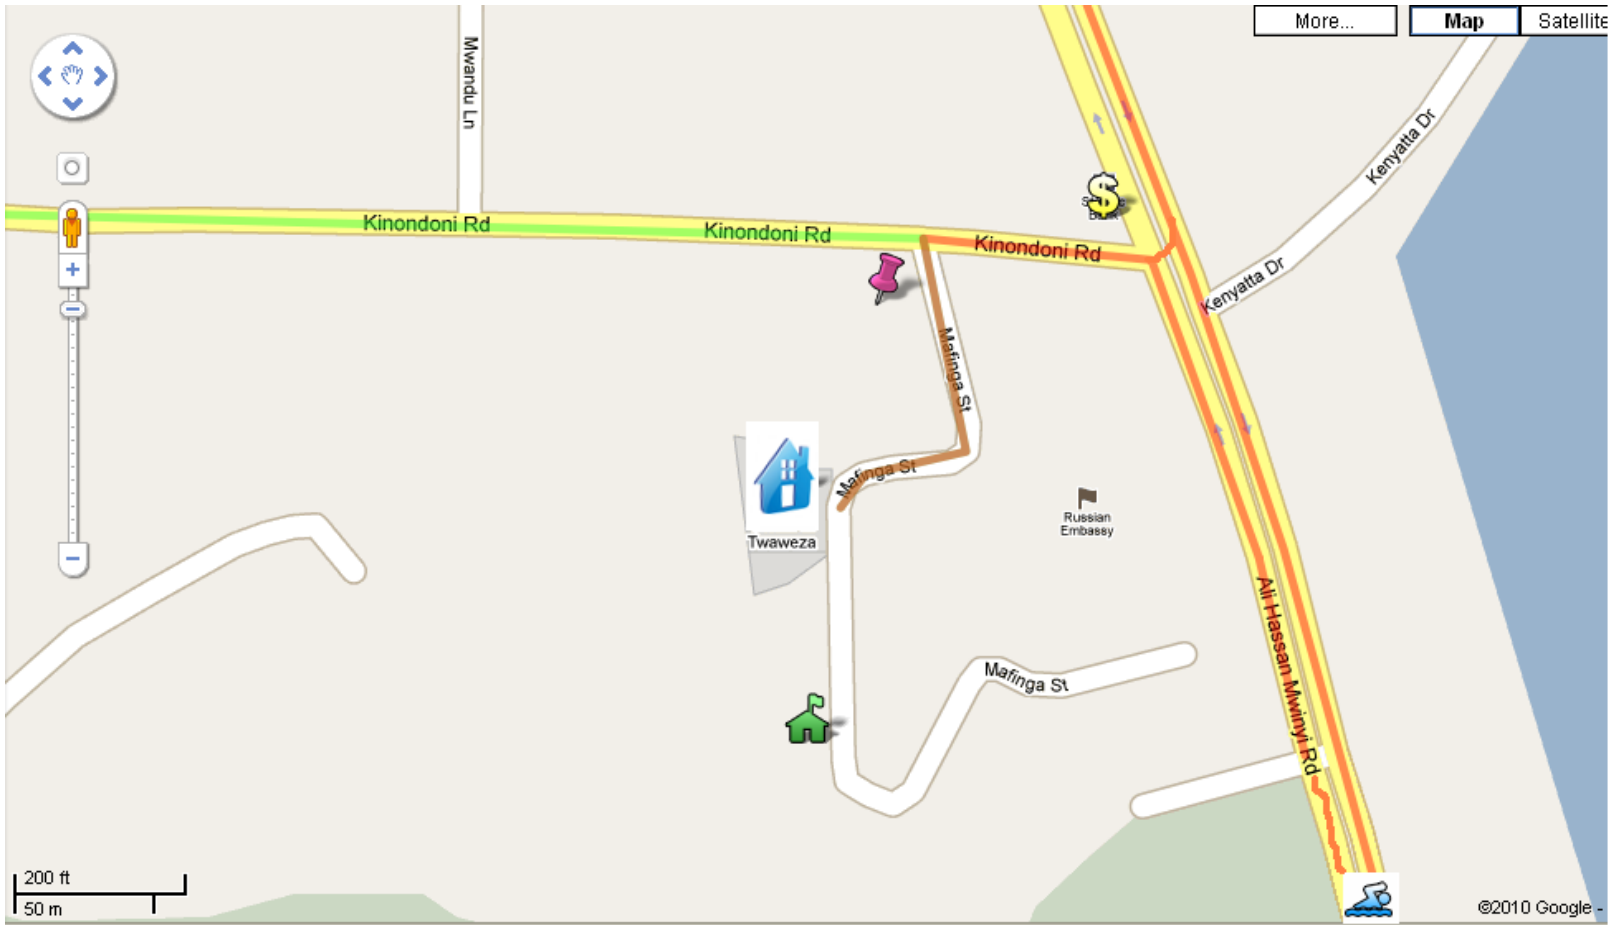 More...
Map
Satellite
Mwandu Ln
Kenyatta Dr
Kinondoni Rd
Kinondoni Rd
Kinondoni Rd
Kenyatta Dr
Mafinga St
Mafinga St
Russian
Embassy
Twaweza
Ali Hassan Mwinyi Rd
Mafinga St
200 ft
50 m
©2010 Google -